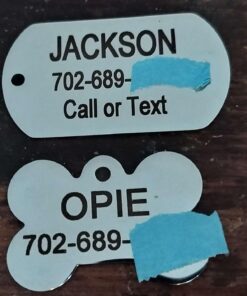 JACKSON
702-689-
Call or Text
OPIE
702-689-